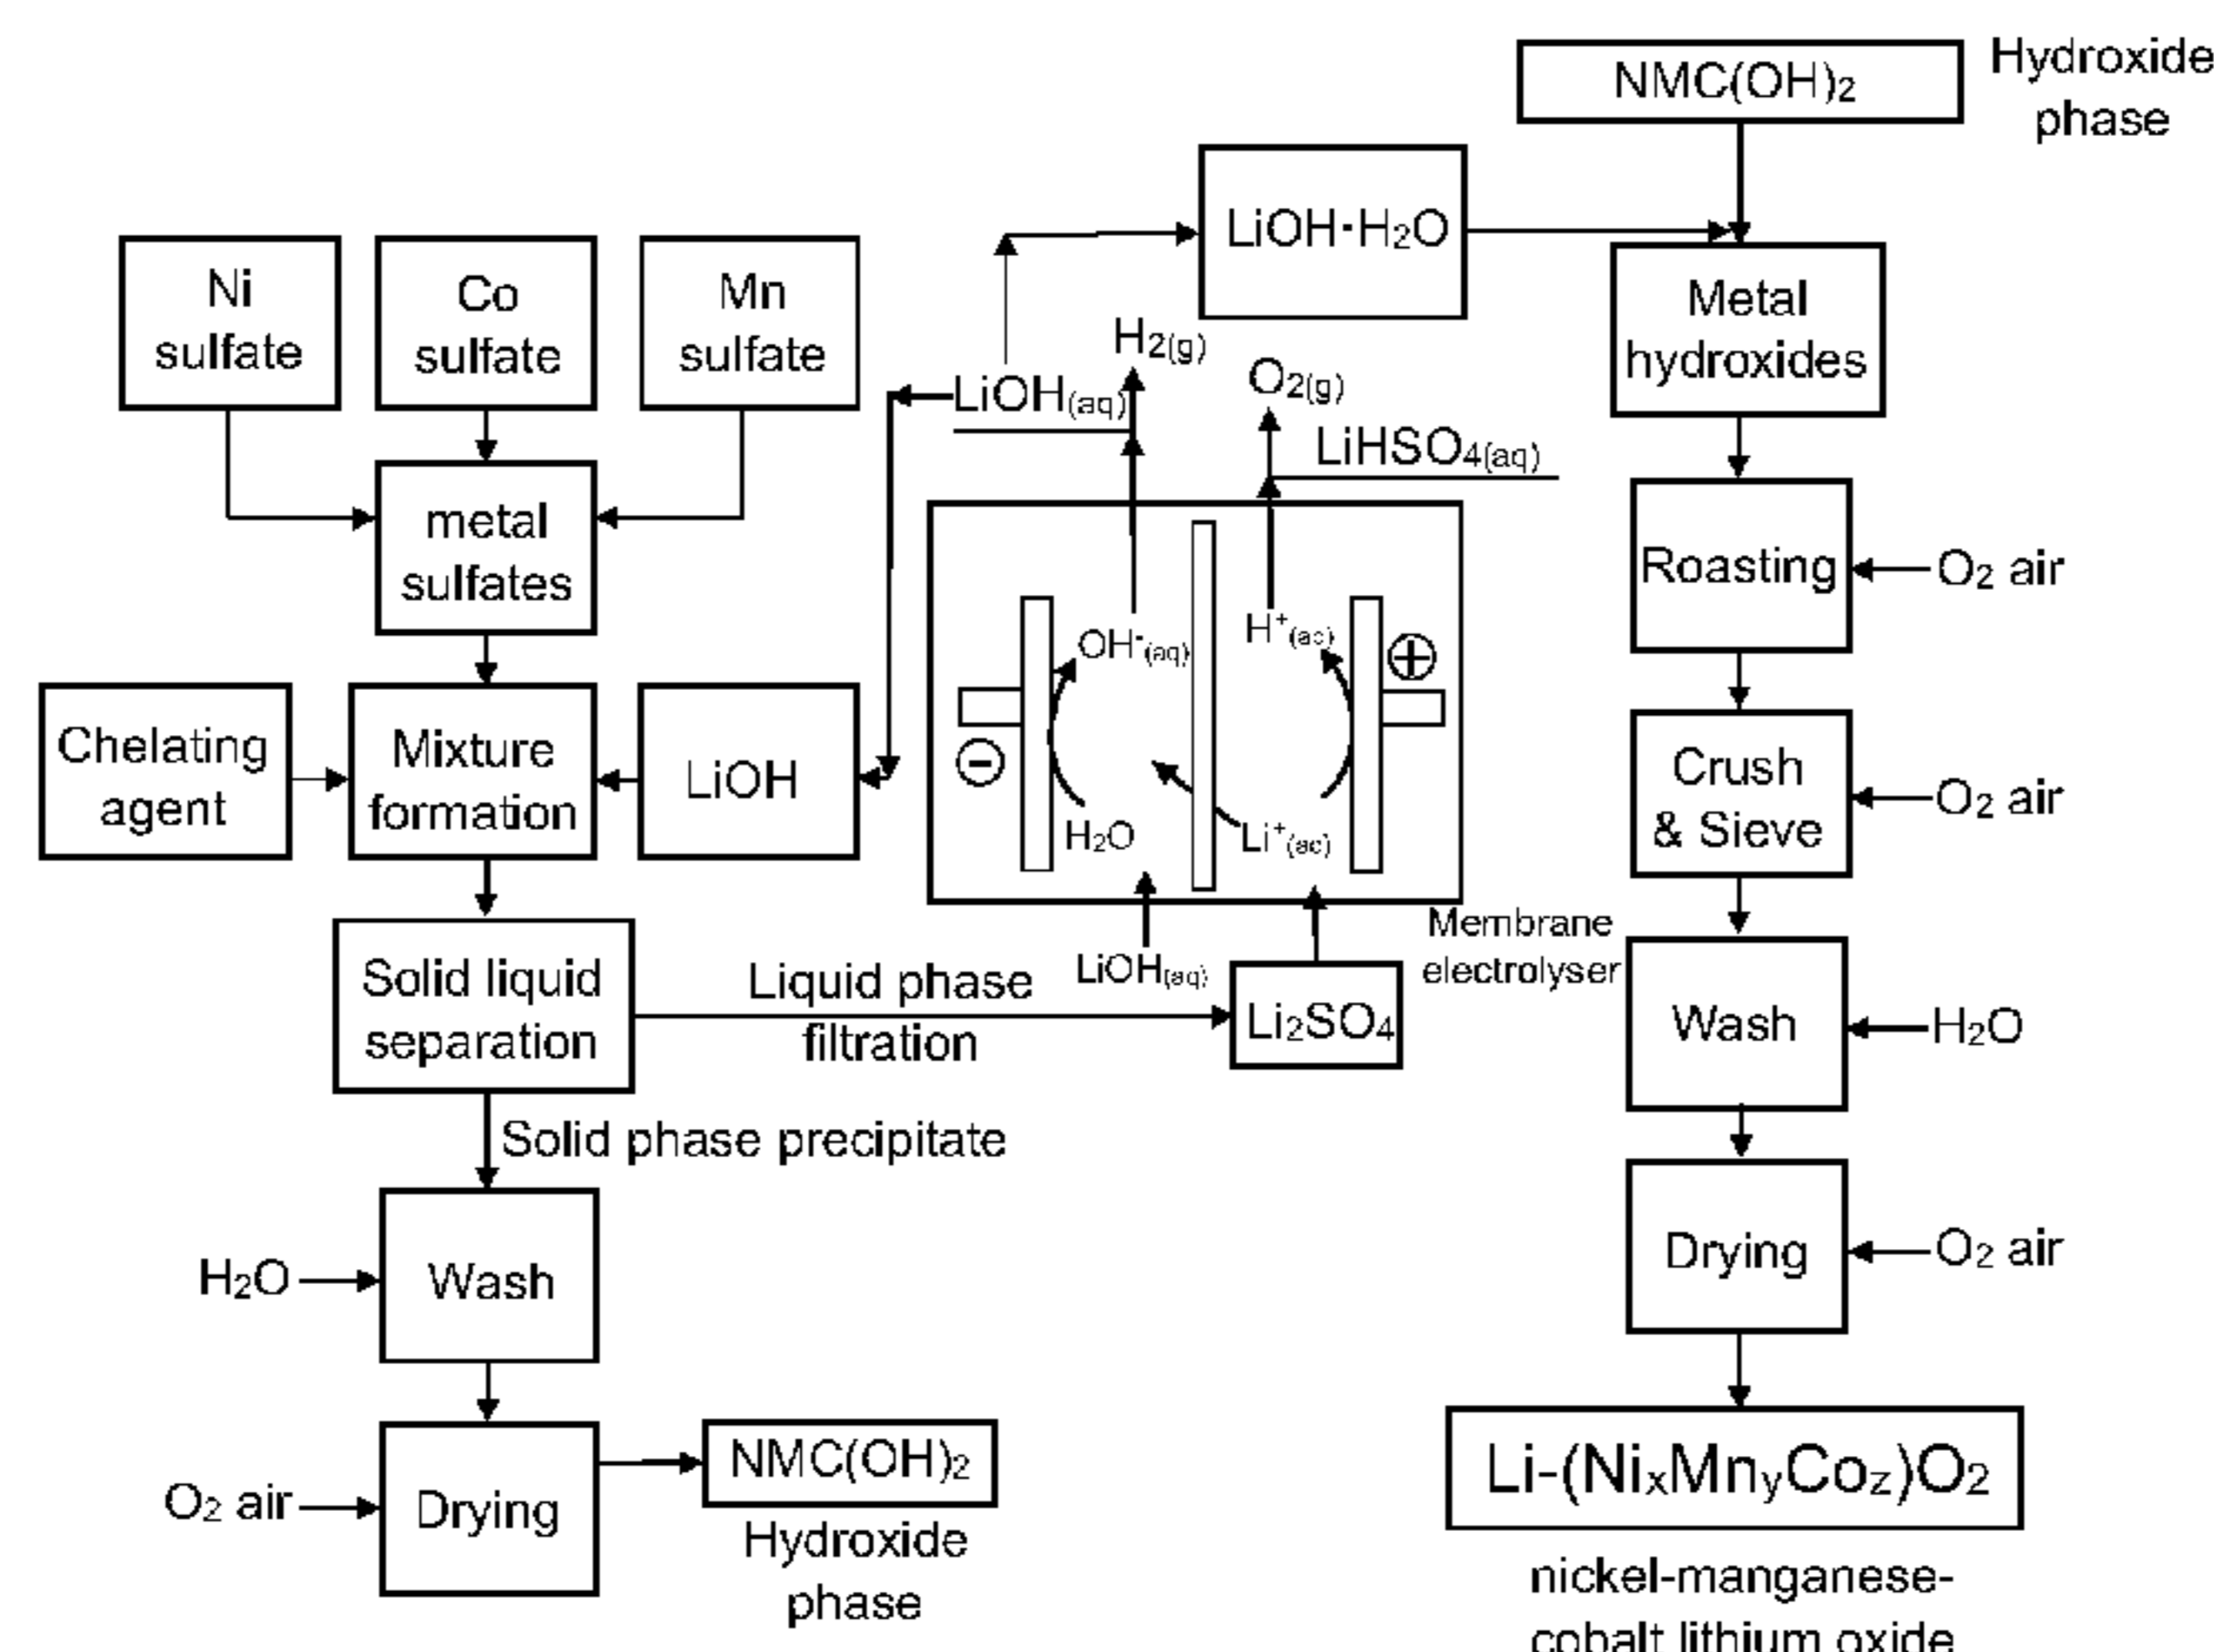 NMC(OH)₂
Hydroxide
phase
LiOH·H₂O
Ni
sulfate
Co
sulfate
Mn
sulfate
Metal
hydroxides
H₂(g)
O₂(g)
LiOH(aq)
LiHSO₄(aq)
metal
sulfates
Roasting
O₂ air
OH⁻(aq)
H⁺(aq)
+
Chelating
agent
Mixture
formation
LiOH
-
H₂O
Li⁺(aq)
Crush
& Sieve
O₂ air
Membrane
electrolyser
LiOH(aq)
Solid liquid
separation
Liquid phase
filtration
Li₂SO₄
Wash
H₂O
Solid phase precipitate
H₂O
Wash
Drying
O₂ air
O₂ air
Drying
NMC(OH)₂
Hydroxide
phase
Li-(NiₓMnᵧCo_z)O₂
nickel-manganese-
cobalt lithium oxide